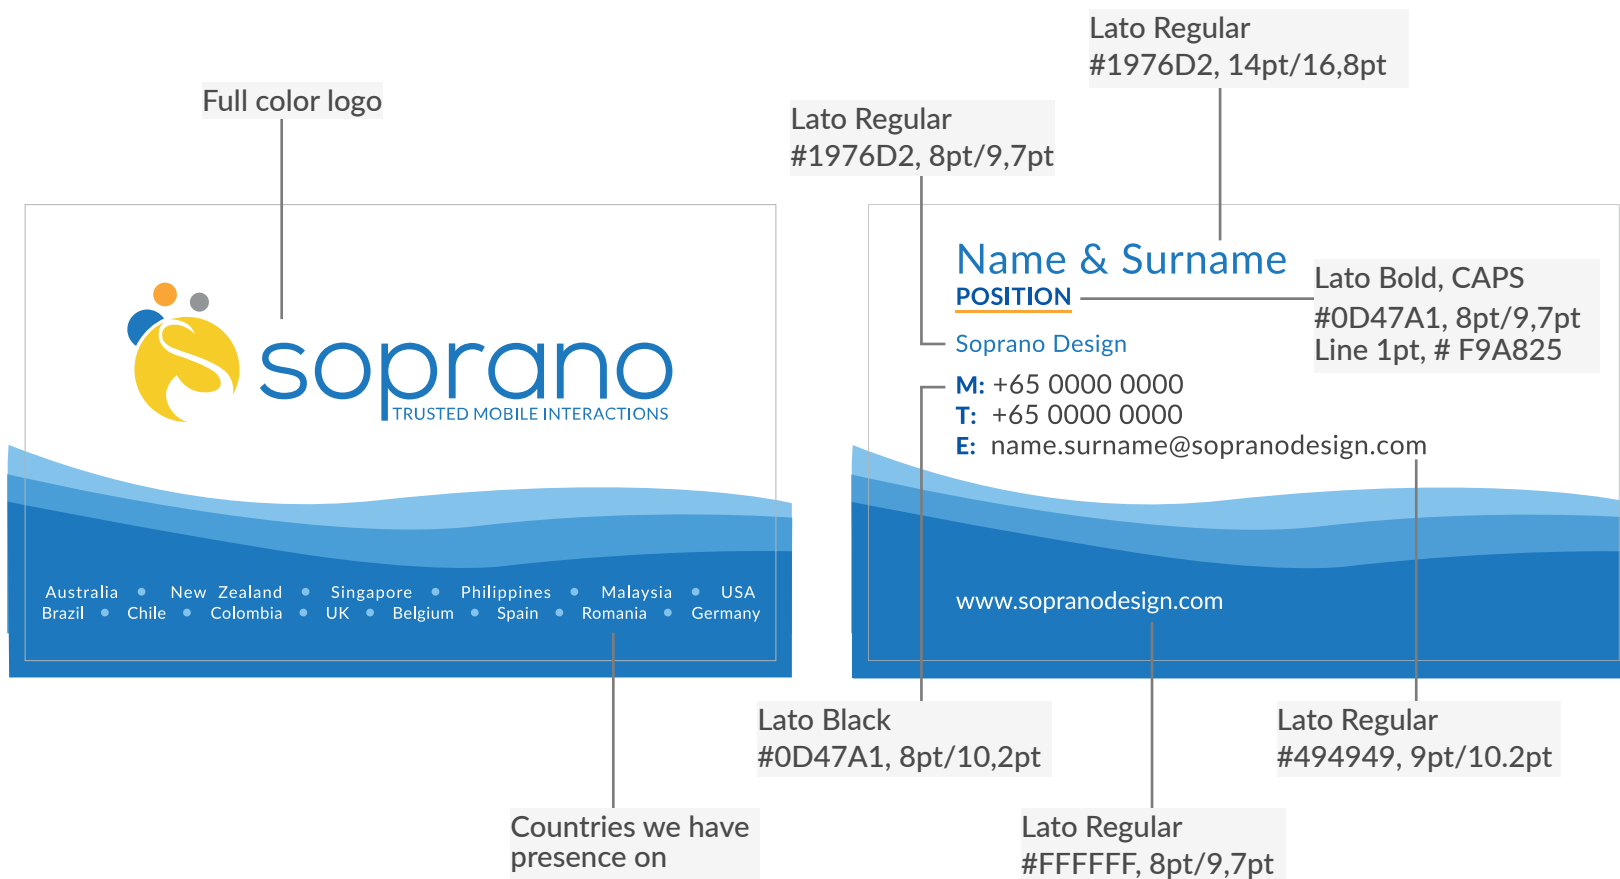 Lato Regular
#1976D2, 14pt/16,8pt
Full color logo
Lato Regular
#1976D2, 8pt/9,7pt
soprano
TRUSTED MOBILE INTERACTIONS
Australia • New Zealand • Singapore • Philippines • Malaysia • USA
Brazil • Chile • Colombia • UK • Belgium • Spain • Romania • Germany
Name & Surname
POSITION
Lato Bold, CAPS
#0D47A1, 8pt/9,7pt
Line 1pt, # F9A825
Soprano Design
M: +65 0000 0000
T: +65 0000 0000
E: name.surname@sopranodesign.com
www.sopranodesign.com
Lato Black
#0D47A1, 8pt/10,2pt
Lato Regular
#494949, 9pt/10.2pt
Countries we have
presence on
Lato Regular
#FFFFFF, 8pt/9,7pt